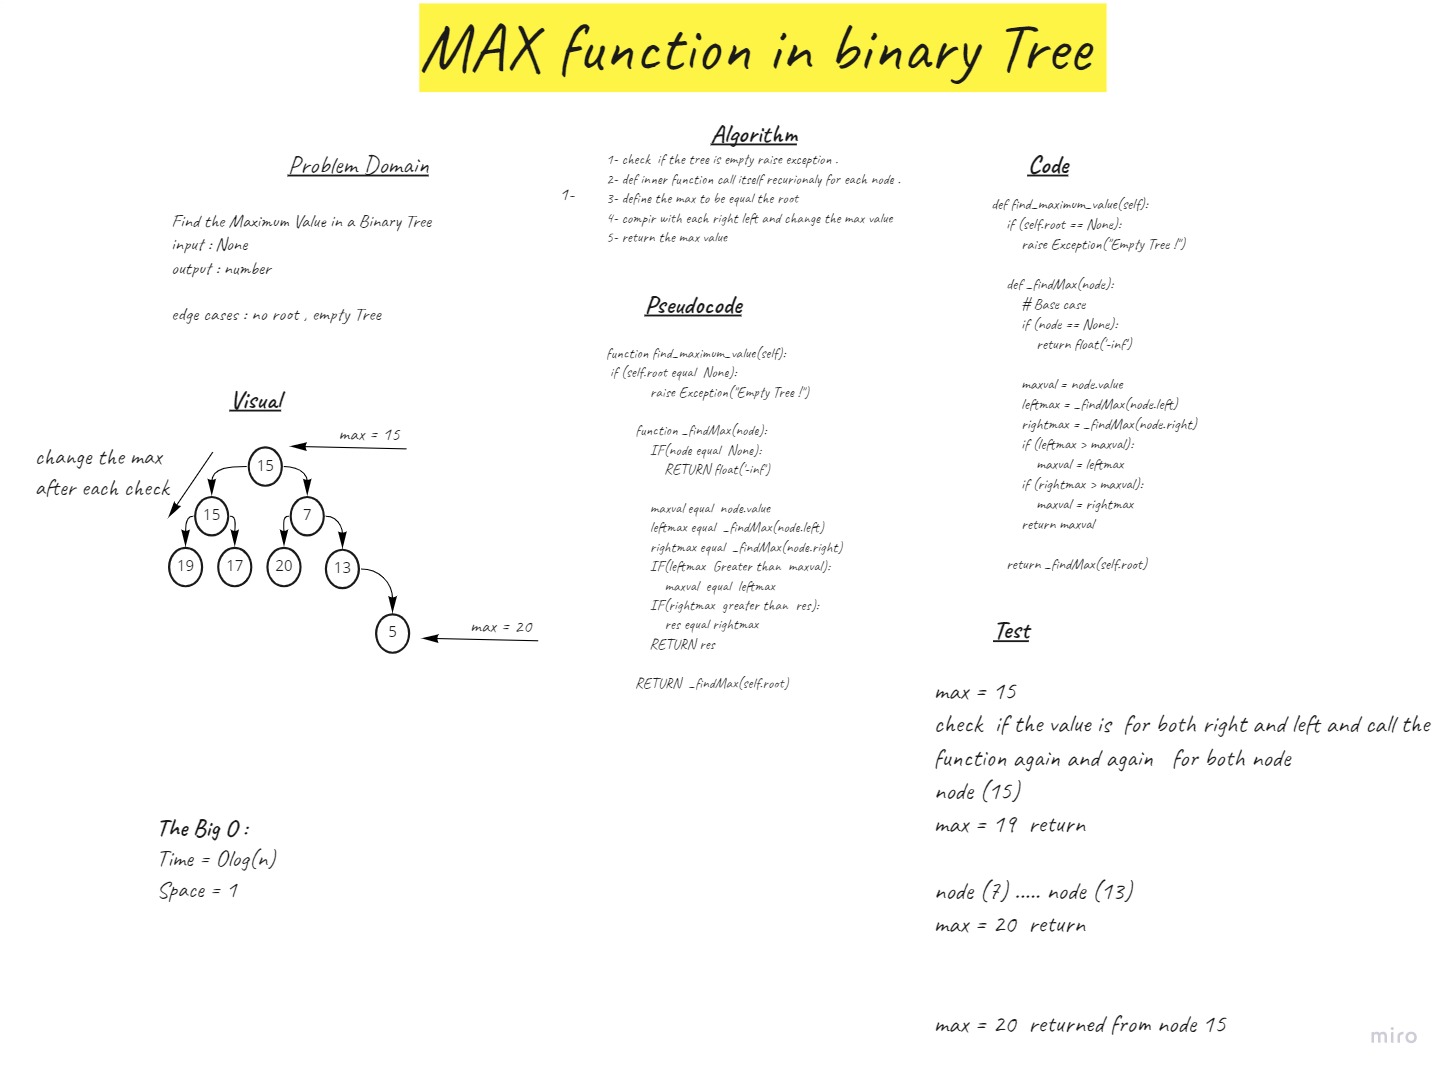 MAX function in binary Tree
Problem Domain
Find the Maximum Value in a Binary Tree
input : None
output : number
edge cases : no root , empty Tree
Visual
max = 15
change the max
after each check
15
15
7
19
17
20
13
5
max = 20
The Big O :
Time = Olog(n)
Space = 1
Algorithm
1-
1- check if the tree is empty raise exception .
2- def inner function call itself recurionaly for each node .
3- define the max to be equal the root
4- compir with each right left and change the max value
5- return the max value
Pseudocode
function find_maximum_value(self):
if (self.root equal None):
raise Exception("Empty Tree !")
function _findMax(node):
IF(node equal None):
RETURN float('-inf')
maxval equal node.value
leftmax equal _findMax(node.left)
rightmax equal _findMax(node.right)
IF(leftmax Greater than maxval):
maxval equal leftmax
IF(rightmax greater than res):
res equal rightmax
RETURN res
RETURN _findMax(self.root)
Code
def find_maximum_value(self):
if (self.root == None):
raise Exception("Empty Tree !")
def _findMax(node):
# Base case
if (node == None):
return float('-inf')
maxval = node.value
leftmax = _findMax(node.left)
rightmax = _findMax(node.right)
if (leftmax > maxval):
maxval = leftmax
if (rightmax > maxval):
maxval = rightmax
return maxval
return _findMax(self.root)
Test
max = 15
check if the value is for both right and left and call the
function again and again for both node
node (15)
max = 19 return
node (7) ..... node (13)
max = 20 return
max = 20 returned from node 15
miro